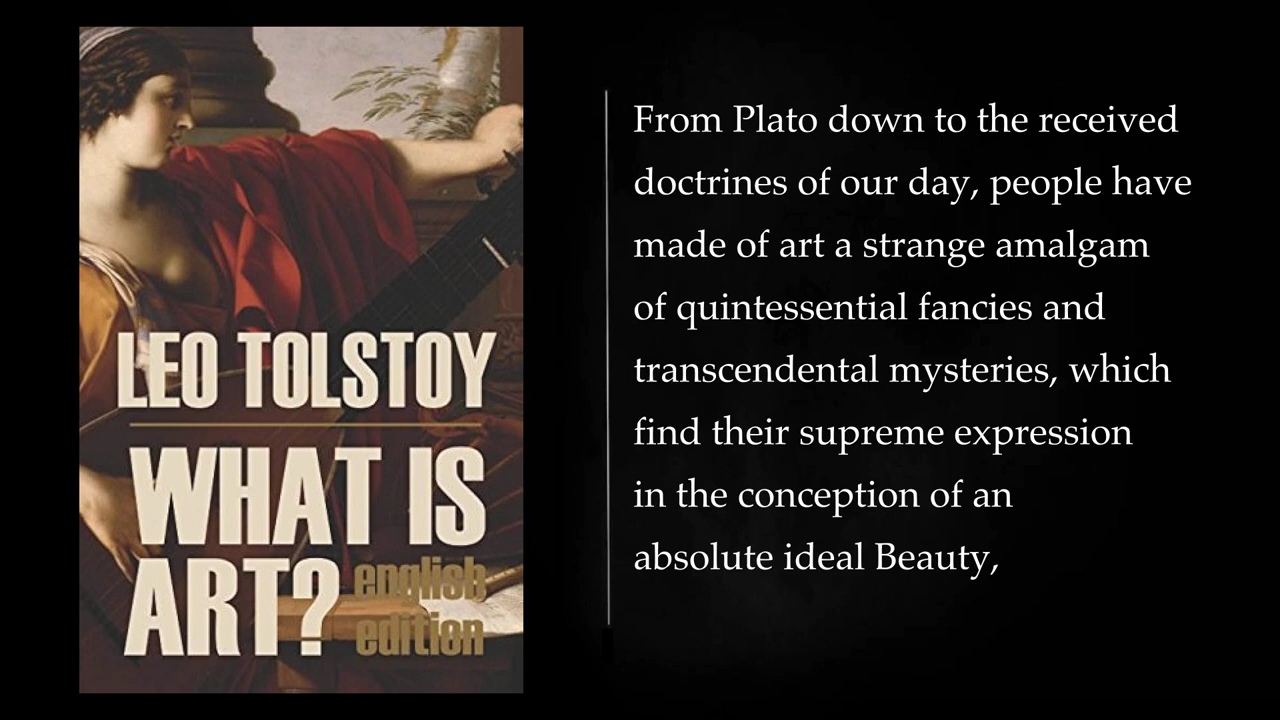 LEO TOLSTOY
WHAT IS
ART?
english
edition
From Plato down to the received
doctrines of our day, people have
made of art a strange amalgam
of quintessential fancies and
transcendental mysteries, which
find their supreme expression
in the conception of an
absolute ideal Beauty,